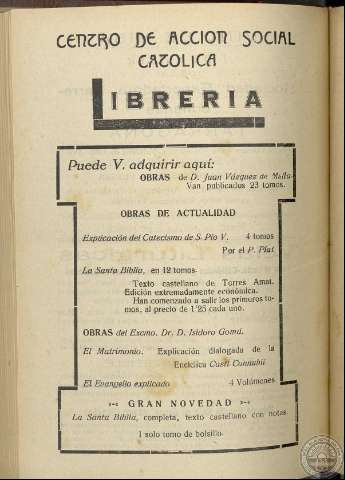 CENTRO DE ACCION SOCIAL
CATOLICA
LIBRERIA
Puede V. adquirir aquí:
OBRAS de D. Juan Vázquez de Mella.
Van publicados 23 tomos.
OBRAS DE ACTUALIDAD
Explicación del Catecismo de S. Pío V. 4 tomos
Por el P. Plat
La Santa Biblia, en 12 tomos.
Texto castellano de Torres Amat.
Edición extremadamente económica.
Han comenzado a salir los primeros to-
mos, al precio de 1'25 cada uno.
OBRAS del Excmo. Dr. D. Isidoro Gomá.
El Matrimonio. Explicación dialogada de la
Encíclica Casti Connubii
El Evangelio explicado 4 Volúmenes
GRAN NOVEDAD
La Santa Biblia, completa, texto castellano con notas.
1 solo tomo de bolsillo.